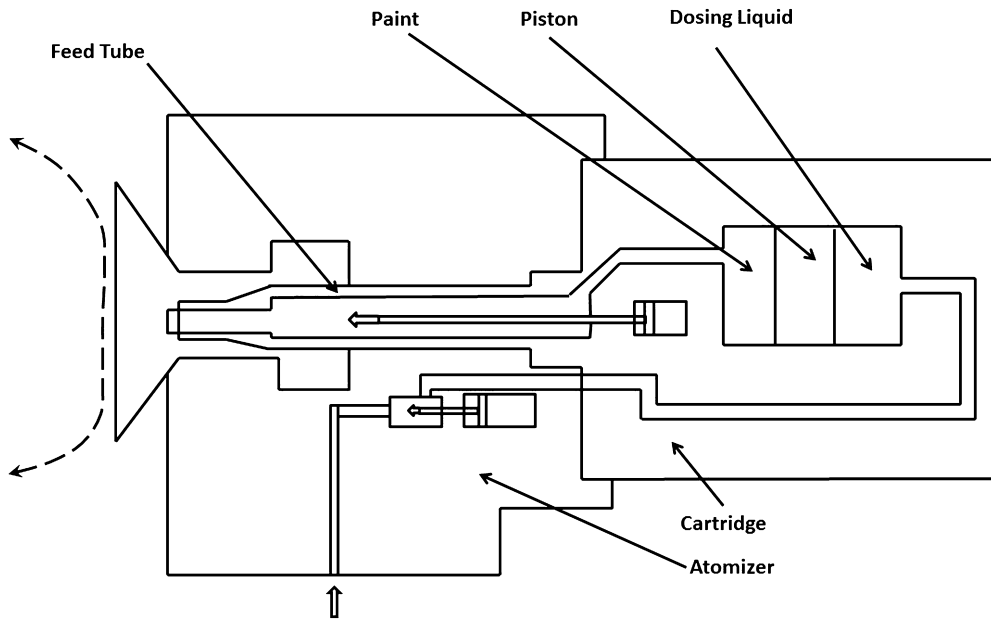 Paint
Piston
Dosing Liquid
Feed Tube
Cartridge
Atomizer